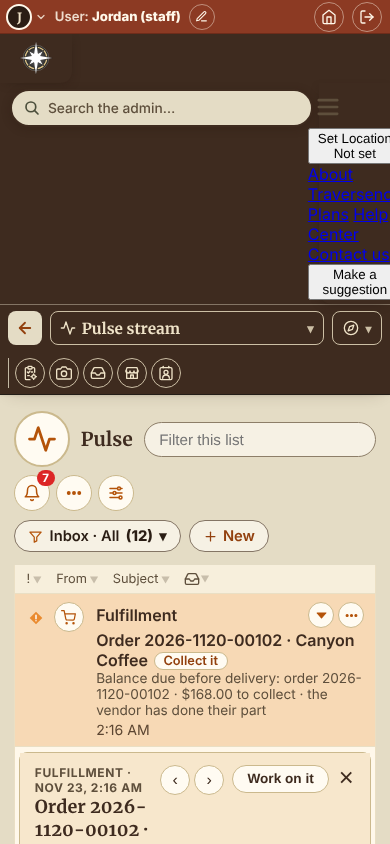 J User: Jordan (staff)
Search the admin...
Set Location
Not set
About
Plans Help
Center
Contact us
Make a
suggestion
Pulse stream
Pulse
Filter this list
7
Inbox · All (12)
+ New
! From Subject
Fulfillment
Order 2026-1120-00102 · Canyon
Coffee Collect it
Balance due before delivery: order 2026-
1120-00102 · $168.00 to collect · the
vendor has done their part
2:16 AM
FULFILLMENT ·
NOV 23, 2:16 AM
Work on it
Order 2026-
1120-00102 ·